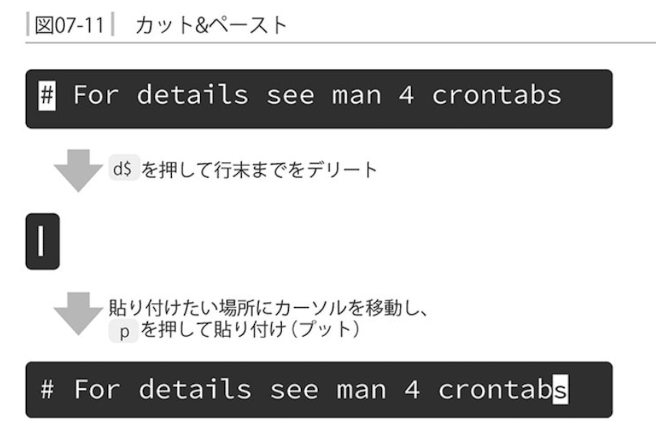 図07-11 カット&ペースト
# For details see man 4 crontabs
d$ を押して行末までをデリート
貼り付けたい場所にカーソルを移動し、
p を押して貼り付け(プット)
# For details see man 4 crontabs